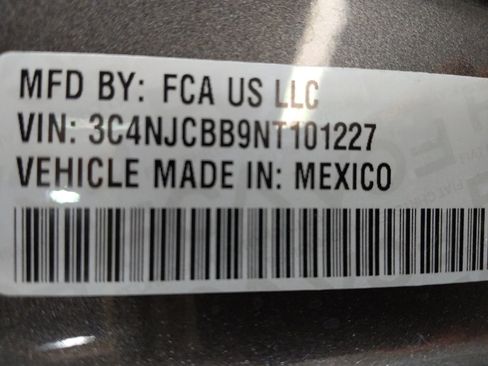 MFD BY: FCA US LLC
VIN: 3C4NJCBB9NT101227
VEHICLE MADE IN: MEXICO